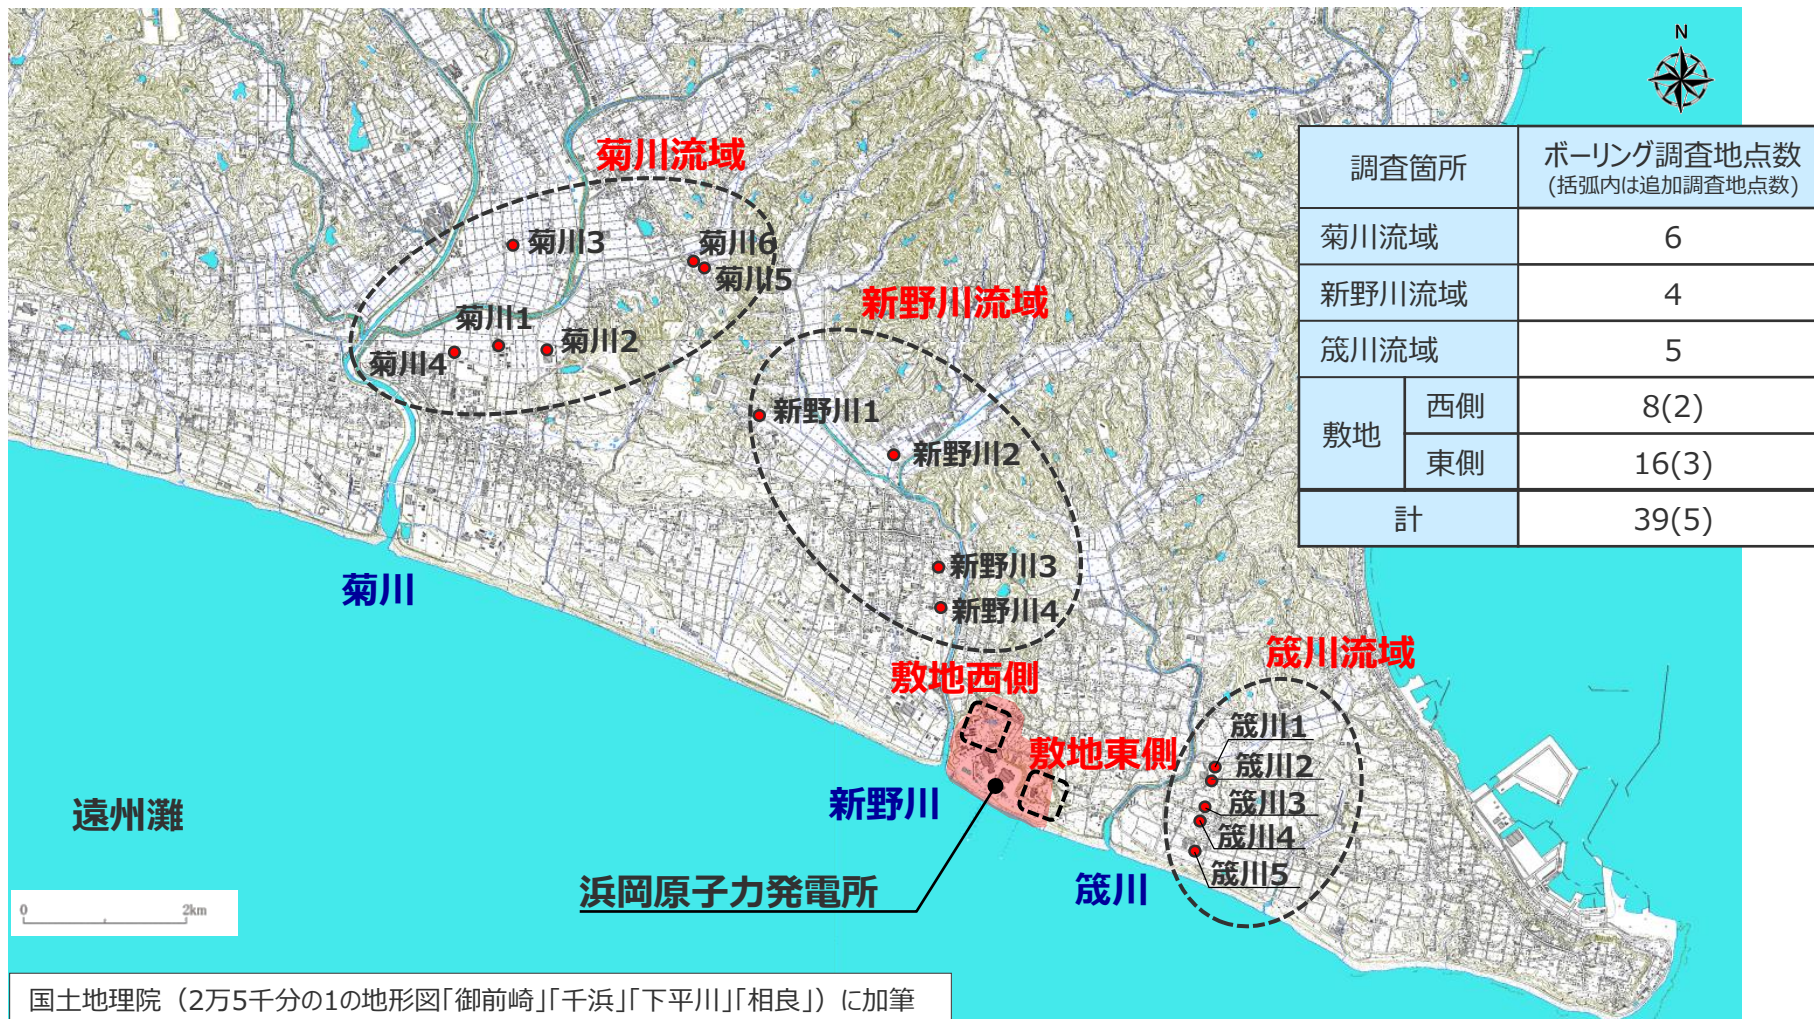 N
調査箇所
ボーリング調査地点数
(括弧内は追加調査地点数)
菊川流域
6
新野川流域
4
筬川流域
5
敷地
西側
8(2)
東側
16(3)
計
39(5)
菊川流域
菊川3
菊川6
菊川5
菊川1
菊川2
菊川4
新野川流域
新野川1
新野川2
新野川3
新野川4
菊川
敷地西側
敷地東側
筬川流域
筬川1
筬川2
筬川3
筬川4
筬川5
新野川
遠州灘
浜岡原子力発電所
筬川
0
2km
国土地理院（2万5千分の1の地形図「御前崎」「千浜」「下平川」「相良」）に加筆